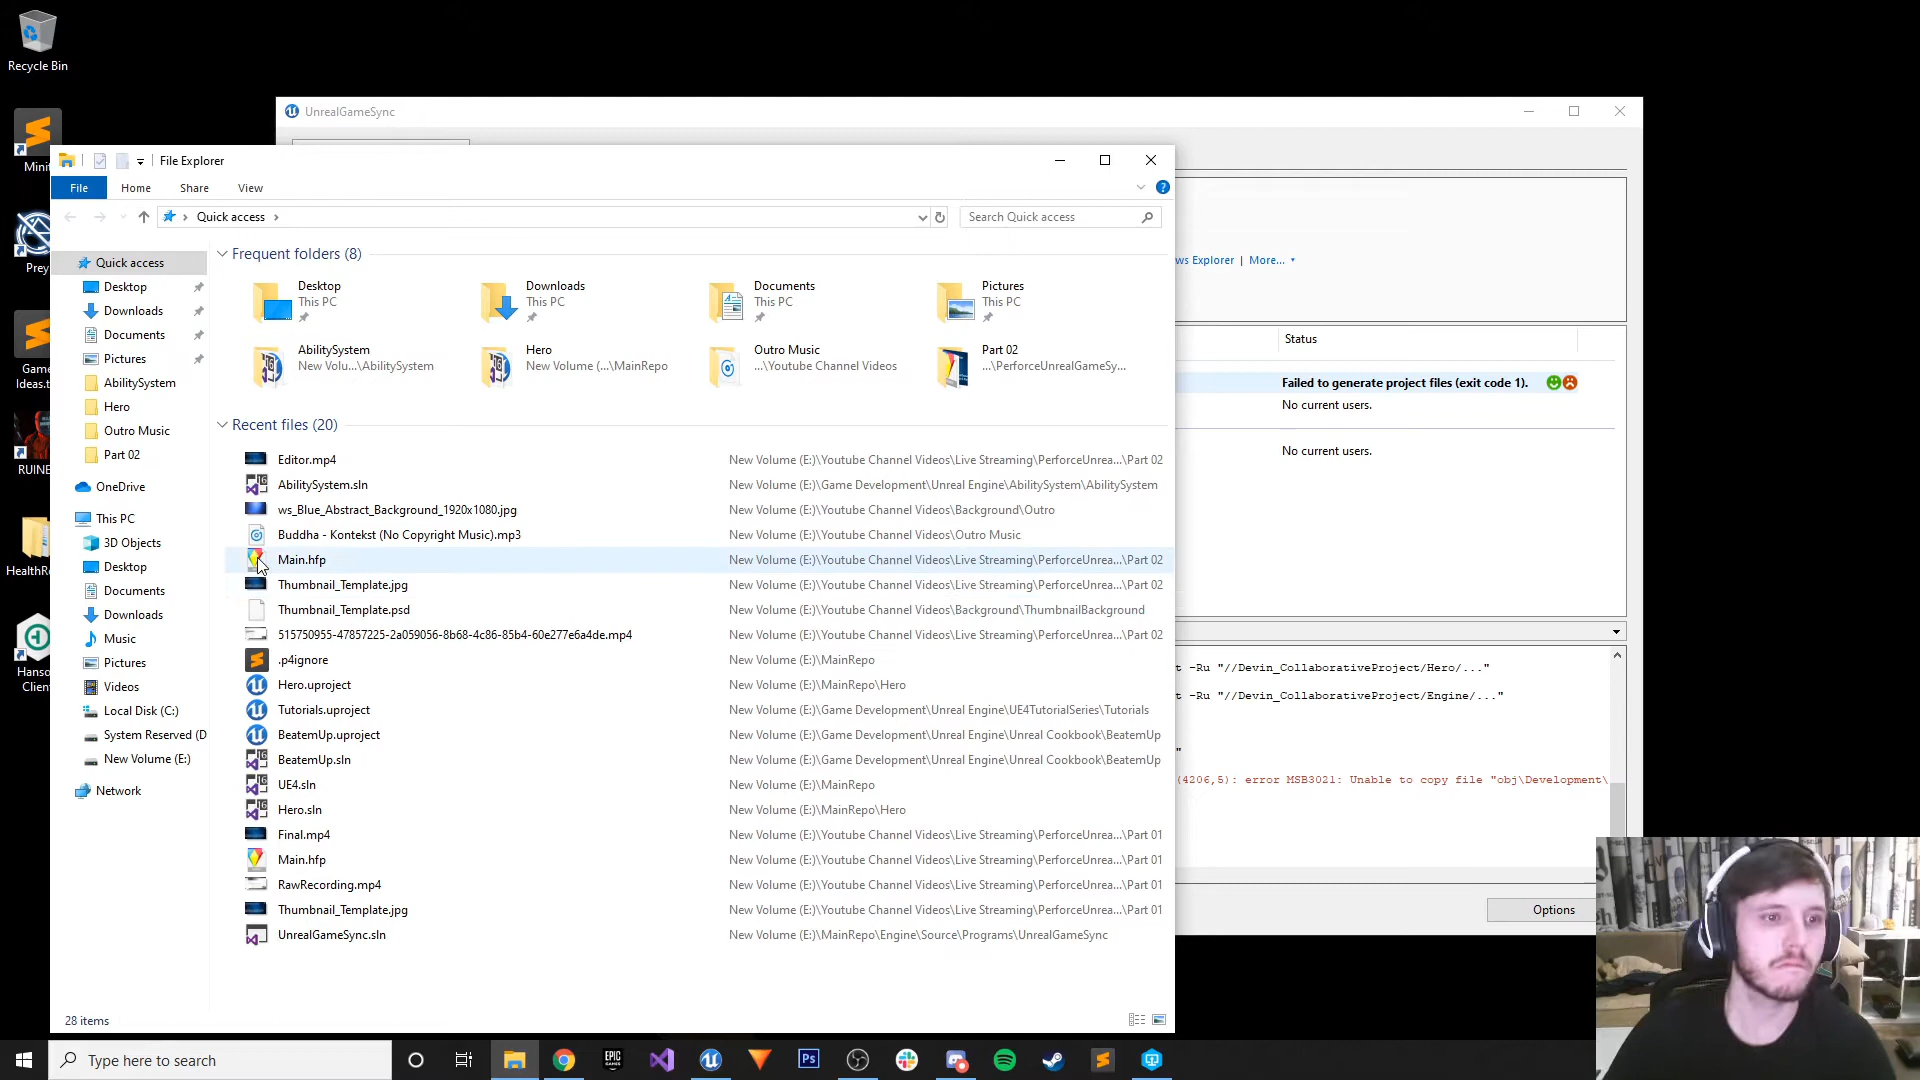 Recycle Bin
UnrealGameSync
File Explorer
File
Home
Share
View
Quick access
Search Quick access
Quick access
Desktop
Downloads
Documents
Pictures
AbilitySystem
Hero
Outro Music
Part 02
OneDrive
This PC
3D Objects
Desktop
Documents
Downloads
Music
Pictures
Videos
Local Disk (C:)
System Reserved (D
New Volume (E:)
Network
Frequent folders (8)
Desktop
This PC
Downloads
This PC
Documents
This PC
Pictures
This PC
AbilitySystem
New Volu...\AbilitySystem
Hero
New Volume (...\MainRepo
Outro Music
...\Youtube Channel Videos
Part 02
...\PerforceUnrealGameSy...
Recent files (20)
Editor.mp4 New Volume (E:)\Youtube Channel Videos\Live Streaming\PerforceUnrea...\Part 02
AbilitySystem.sln New Volume (E:)\Game Development\Unreal Engine\AbilitySystem\AbilitySystem
ws_Blue_Abstract_Background_1920x1080.jpg New Volume (E:)\Youtube Channel Videos\Background\Outro
Buddha - Kontekst (No Copyright Music).mp3 New Volume (E:)\Youtube Channel Videos\Outro Music
Main.hfp New Volume (E:)\Youtube Channel Videos\Live Streaming\PerforceUnrea...\Part 02
Thumbnail_Template.jpg New Volume (E:)\Youtube Channel Videos\Live Streaming\PerforceUnrea...\Part 02
Thumbnail_Template.psd New Volume (E:)\Youtube Channel Videos\Background\ThumbnailBackground
515750955-47857225-2a059056-8b68-4c86-85b4-60e277e6a4de.mp4 New Volume (E:)\Youtube Channel Videos\Live Streaming\PerforceUnrea...\Part 02
.p4ignore New Volume (E:)\MainRepo
Hero.uproject New Volume (E:)\MainRepo\Hero
Tutorials.uproject New Volume (E:)\Game Development\Unreal Engine\UE4TutorialSeries\Tutorials
BeatemUp.uproject New Volume (E:)\Game Development\Unreal Engine\Unreal Cookbook\BeatemUp
BeatemUp.sln New Volume (E:)\Game Development\Unreal Engine\Unreal Cookbook\BeatemUp
UE4.sln New Volume (E:)\MainRepo
Hero.sln New Volume (E:)\MainRepo\Hero
Final.mp4 New Volume (E:)\Youtube Channel Videos\Live Streaming\PerforceUnrea...\Part 01
Main.hfp New Volume (E:)\Youtube Channel Videos\Live Streaming\PerforceUnrea...\Part 01
RawRecording.mp4 New Volume (E:)\Youtube Channel Videos\Live Streaming\PerforceUnrea...\Part 01
Thumbnail_Template.jpg New Volume (E:)\Youtube Channel Videos\Live Streaming\PerforceUnrea...\Part 01
UnrealGameSync.sln New Volume (E:)\MainRepo\Engine\Source\Programs\UnrealGameSync
28 items
Minit
Prey
Game
Ideas.t
RUINE
HealthRe
Hanso
Clien
ws Explorer | More...
Status
Failed to generate project files (exit code 1).
No current users.
No current users.
t -Ru "//Devin_CollaborativeProject/Hero/..."
t -Ru "//Devin_CollaborativeProject/Engine/..."
"
(4206,5): error MSB3021: Unable to copy file "obj\Development\
Options
Type here to search
EPIC
GAMES
Ps